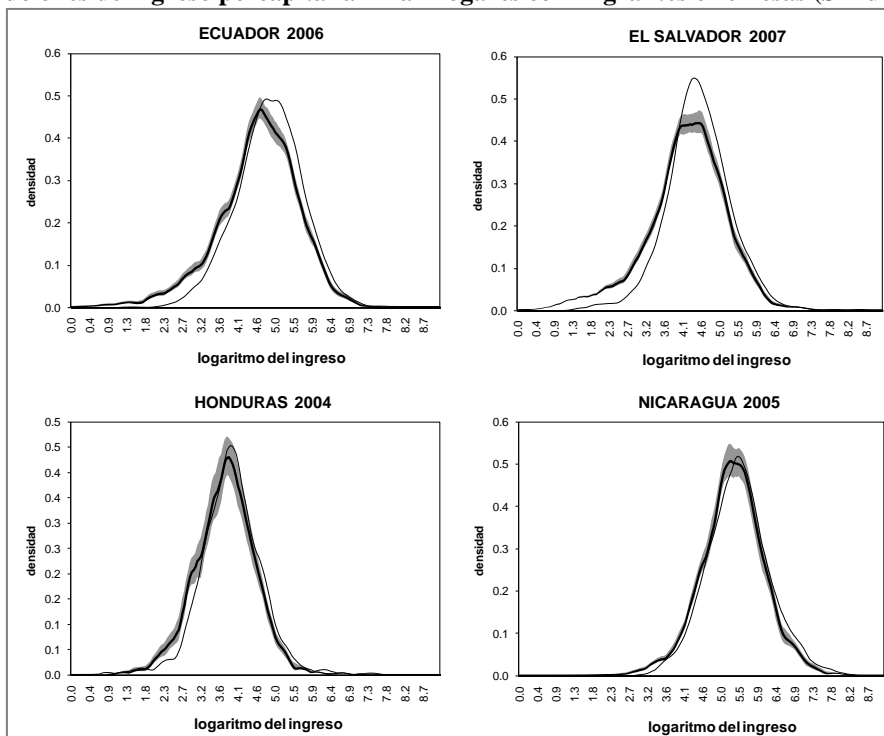 de ingreso per cápita hogares con migrantes o remesas
ECUADOR 2006
densidad
0.6
0.5
0.4
0.3
0.2
0.1
0.0
0.0 0.4 0.9 1.3 1.8 2.3 2.7 3.2 3.6 4.1 4.6 5.0 5.5 5.9 6.4 6.9 7.3 7.8 8.2 8.7
logaritmo del ingreso
EL SALVADOR 2007
densidad
0.6
0.5
0.4
0.3
0.2
0.1
0.0
0.0 0.4 0.9 1.3 1.8 2.3 2.7 3.2 3.6 4.1 4.6 5.0 5.5 5.9 6.4 6.9 7.3 7.8 8.2 8.7
logaritmo del ingreso
HONDURAS 2004
densidad
0.5
0.4
0.4
0.3
0.3
0.2
0.2
0.1
0.1
0.0
0.0 0.4 0.9 1.3 1.8 2.3 2.7 3.2 3.6 4.1 4.6 5.0 5.5 5.9 6.4 6.9 7.3 7.8 8.2 8.7
logaritmo del ingreso
NICARAGUA 2005
densidad
0.6
0.5
0.4
0.3
0.2
0.1
0.0
0.0 0.4 0.9 1.3 1.8 2.3 2.7 3.2 3.6 4.1 4.6 5.0 5.5 5.9 6.4 6.9 7.3 7.8 8.2 8.7
logaritmo del ingreso